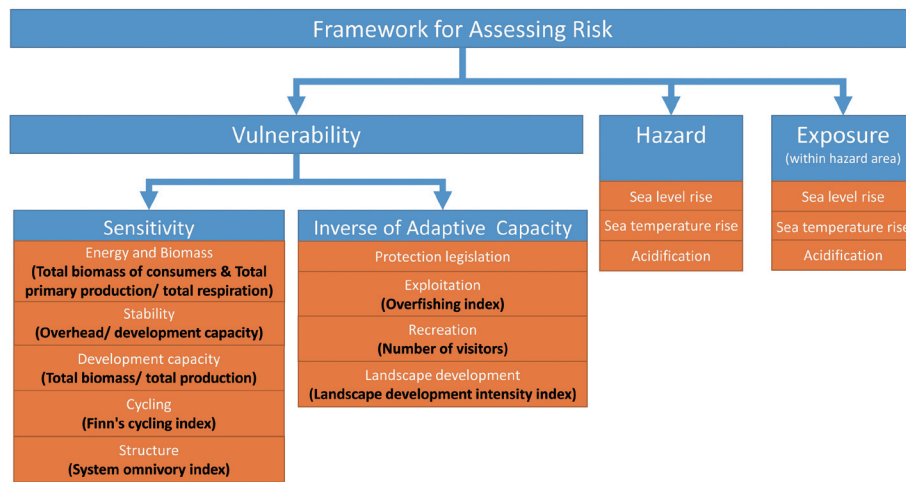 Framework for Assessing Risk
Vulnerability
Hazard
Exposure
(within hazard area)
Sea level rise
Sea temperature rise
Acidification
Sea level rise
Sea temperature rise
Acidification
Sensitivity
Energy and Biomass
(Total biomass of consumers & Total
primary production/ total respiration)
Stability
(Overhead/ development capacity)
Development capacity
(Total biomass/ total production)
Cycling
(Finn's cycling index)
Structure
(System omnivory index)
Inverse of Adaptive Capacity
Protection legislation
Exploitation
(Overfishing index)
Recreation
(Number of visitors)
Landscape development
(Landscape development intensity index)